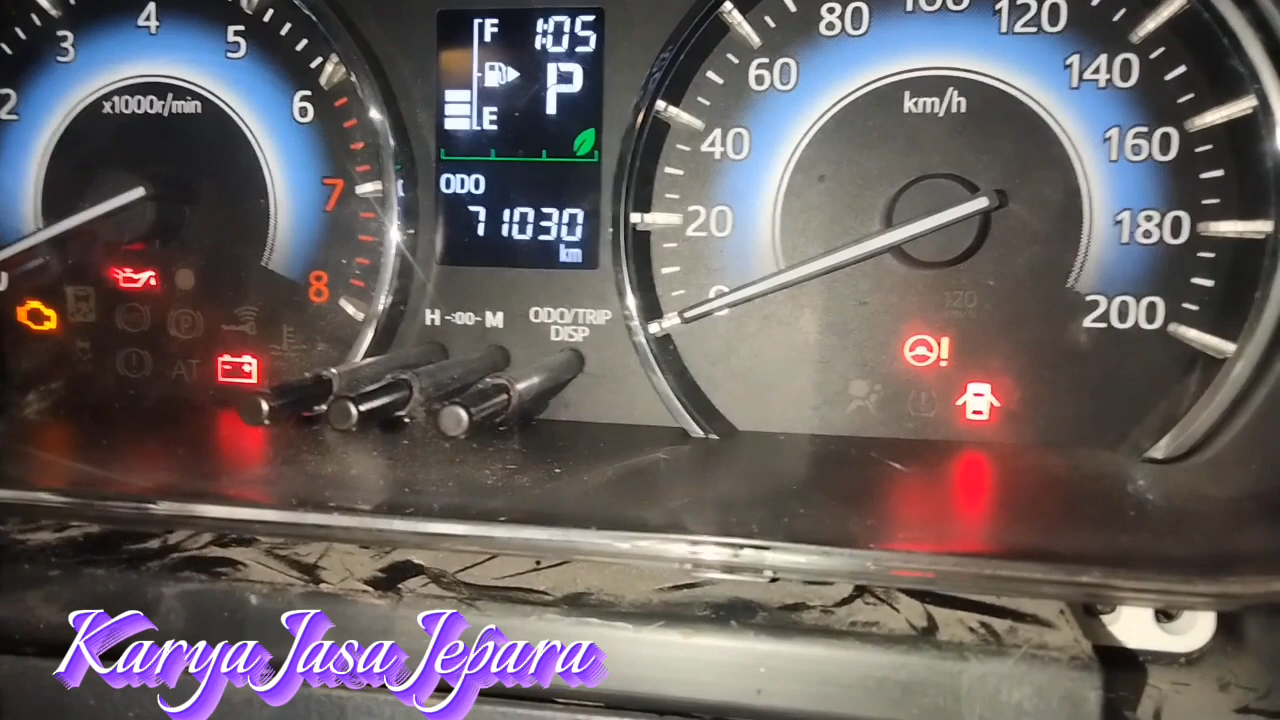 2
3
4
5
6
7
8
x1000r/min
F
E
1:05
P
ODO
71030
km
H -:00- M
ODO/TRIP
DISP
AT
0
20
40
60
80
100
120
140
160
180
200
km/h
120
Karya Jasa Jepara